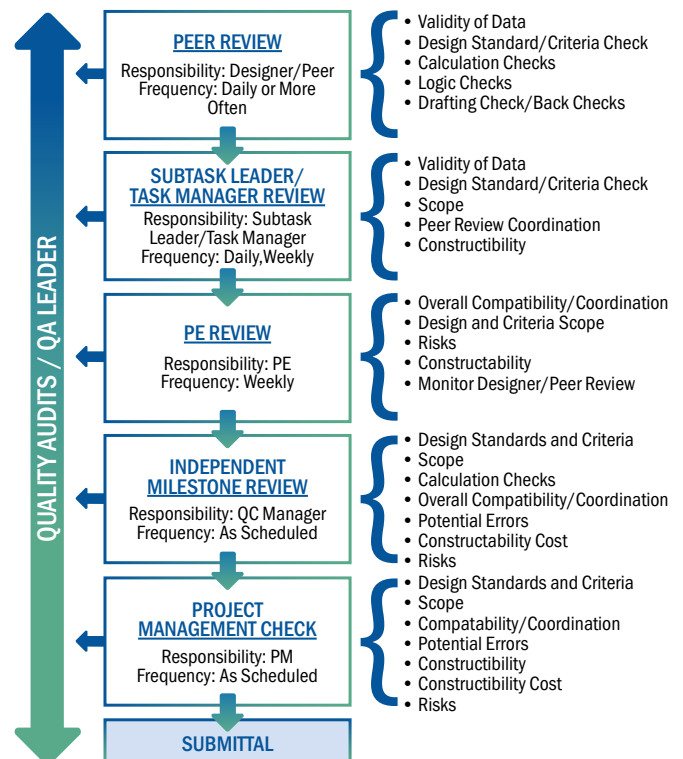 QUALITY AUDITS / QA LEADER
PEER REVIEW
Responsibility: Designer/Peer
Frequency: Daily or More
Often
• Validity of Data
• Design Standard/Criteria Check
• Calculation Checks
• Logic Checks
• Drafting Check/Back Checks
SUBTASK LEADER/
TASK MANAGER REVIEW
Responsibility: Subtask
Leader/Task Manager
Frequency: Daily,Weekly
• Validity of Data
• Design Standard/Criteria Check
• Scope
• Peer Review Coordination
• Constructibility
PE REVIEW
Responsibility: PE
Frequency: Weekly
• Overall Compatibility/Coordination
• Design and Criteria Scope
• Risks
• Constructability
• Monitor Designer/Peer Review
INDEPENDENT
MILESTONE REVIEW
Responsibility: QC Manager
Frequency: As Scheduled
• Design Standards and Criteria
• Scope
• Calculation Checks
• Overall Compatibility/Coordination
• Potential Errors
• Constructability Cost
• Risks
PROJECT
MANAGEMENT CHECK
Responsibility: PM
Frequency: As Scheduled
• Design Standards and Criteria
• Scope
• Compatability/Coordination
• Potential Errors
• Constructibility
• Constructibility Cost
• Risks
SUBMITTAL